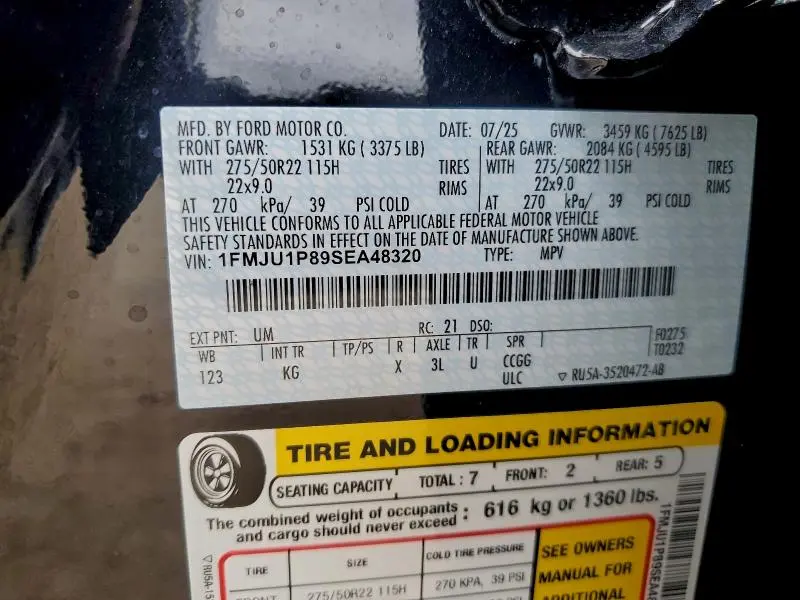 MFD. BY FORD MOTOR CO. DATE: 07/25 GVWR: 3459 KG ( 7625 LB)
FRONT GAWR: 1531 KG ( 3375 LB) REAR GAWR: 2084 KG ( 4595 LB)
WITH 275/50R22 115H TIRES WITH 275/50R22 115H TIRES
22x9.0 RIMS 22x9.0 RIMS
AT 270 kPa/ 39 PSI COLD AT 270 kPa/ 39 PSI COLD
THIS VEHICLE CONFORMS TO ALL APPLICABLE FEDERAL MOTOR VEHICLE
SAFETY STANDARDS IN EFFECT ON THE DATE OF MANUFACTURE SHOWN ABOVE.
VIN: 1FMJU1P89SEA48320 TYPE: MPV
EXT PNT: UM RC: 21 DSO: F0275
WB INT TR TP/PS R AXLE TR SPR T0232
123 KG X 3L U CCGG
ULC ▽ RU5A-3520472-AB
TIRE AND LOADING INFORMATION
SEATING CAPACITY TOTAL : 7 FRONT: 2 REAR: 5
The combined weight of occupants and cargo should never exceed : 616 kg or 1360 lbs.
TIRE SIZE COLD TIRE PRESSURE SEE OWNERS
MANUAL FOR
275/50R22 115H 270 KPA, 39 PSI ADDITIONAL